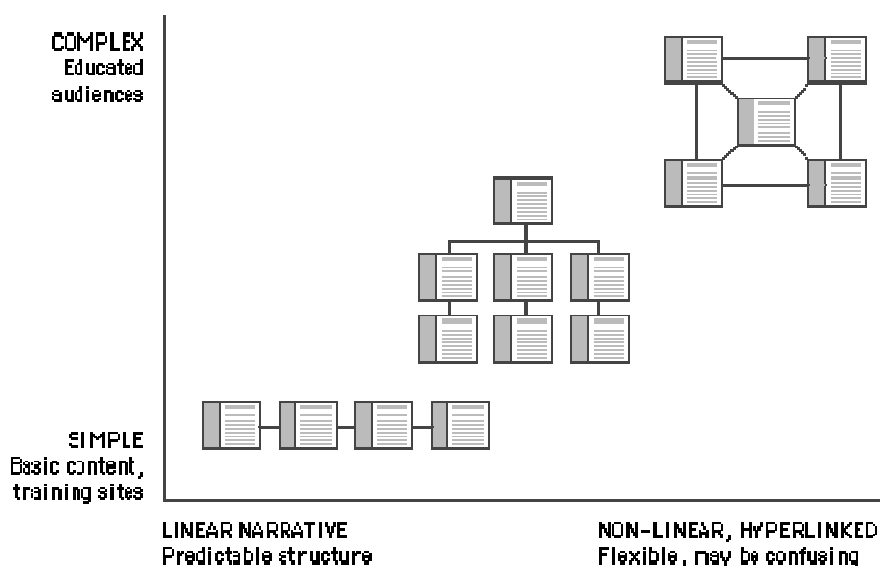 COMPLEX
Educated
audiences
SIMPLE
Basic content,
training sites
LINEAR NARRATIVE
Predictable structure
NON-LINEAR, HYPERLINKED
Flexible, may be confusing